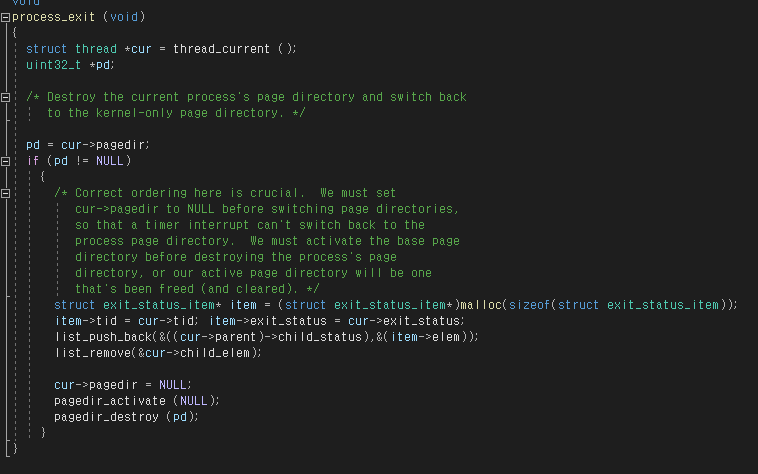 void
process_exit (void)
{
  struct thread *cur = thread_current ();
  uint32_t *pd;

  /* Destroy the current process's page directory and switch back
     to the kernel-only page directory. */

  pd = cur->pagedir;
  if (pd != NULL)
    {
      /* Correct ordering here is crucial.  We must set
         cur->pagedir to NULL before switching page directories,
         so that a timer interrupt can't switch back to the
         process page directory.  We must activate the base page
         directory before destroying the process's page
         directory, or our active page directory will be one
         that's been freed (and cleared). */
      struct exit_status_item* item = (struct exit_status_item*)malloc(sizeof(struct exit_status_item));
      item->tid = cur->tid; item->exit_status = cur->exit_status;
      list_push_back(&((cur->parent)->child_status),&(item->elem));
      list_remove(&cur->child_elem);

      cur->pagedir = NULL;
      pagedir_activate (NULL);
      pagedir_destroy (pd);
    }
}